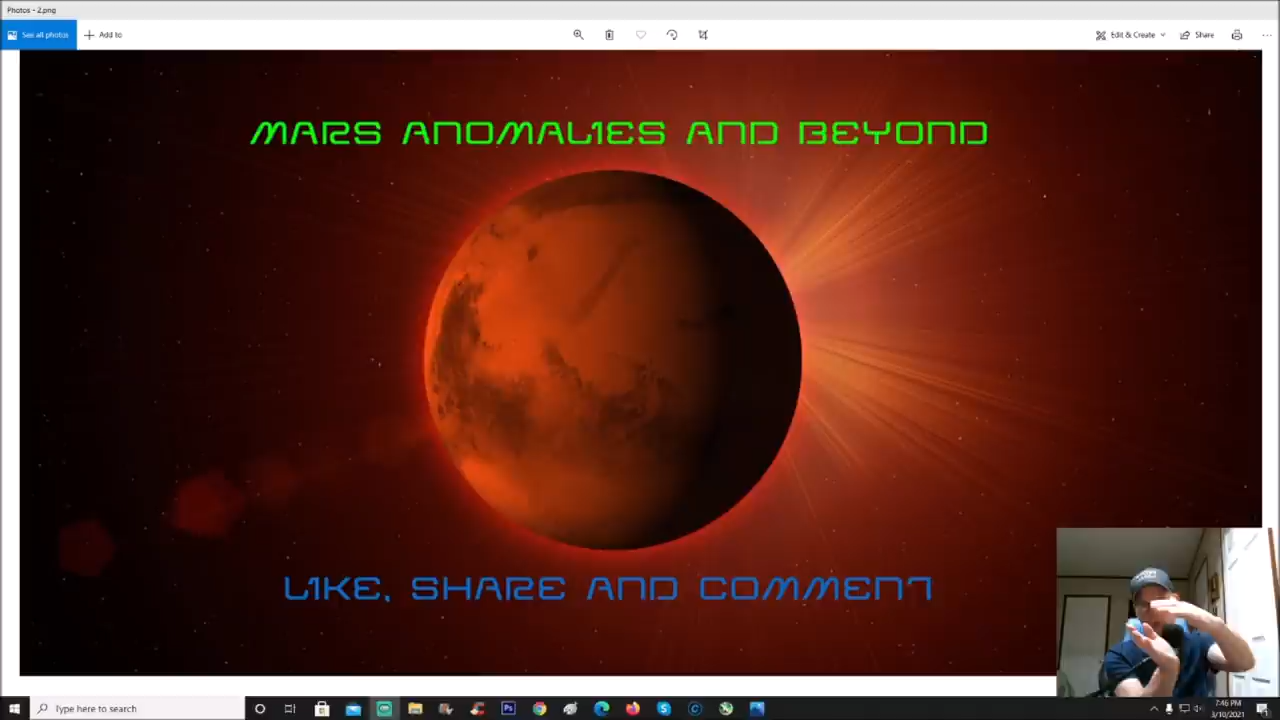 Photos - 2.png
See all photos
Add to
Edit & Create
Share
MARS ANOMALIES AND BEYOND
LIKE, SHARE AND COMMENT
Type here to search
7:46 PM
3/10/2021